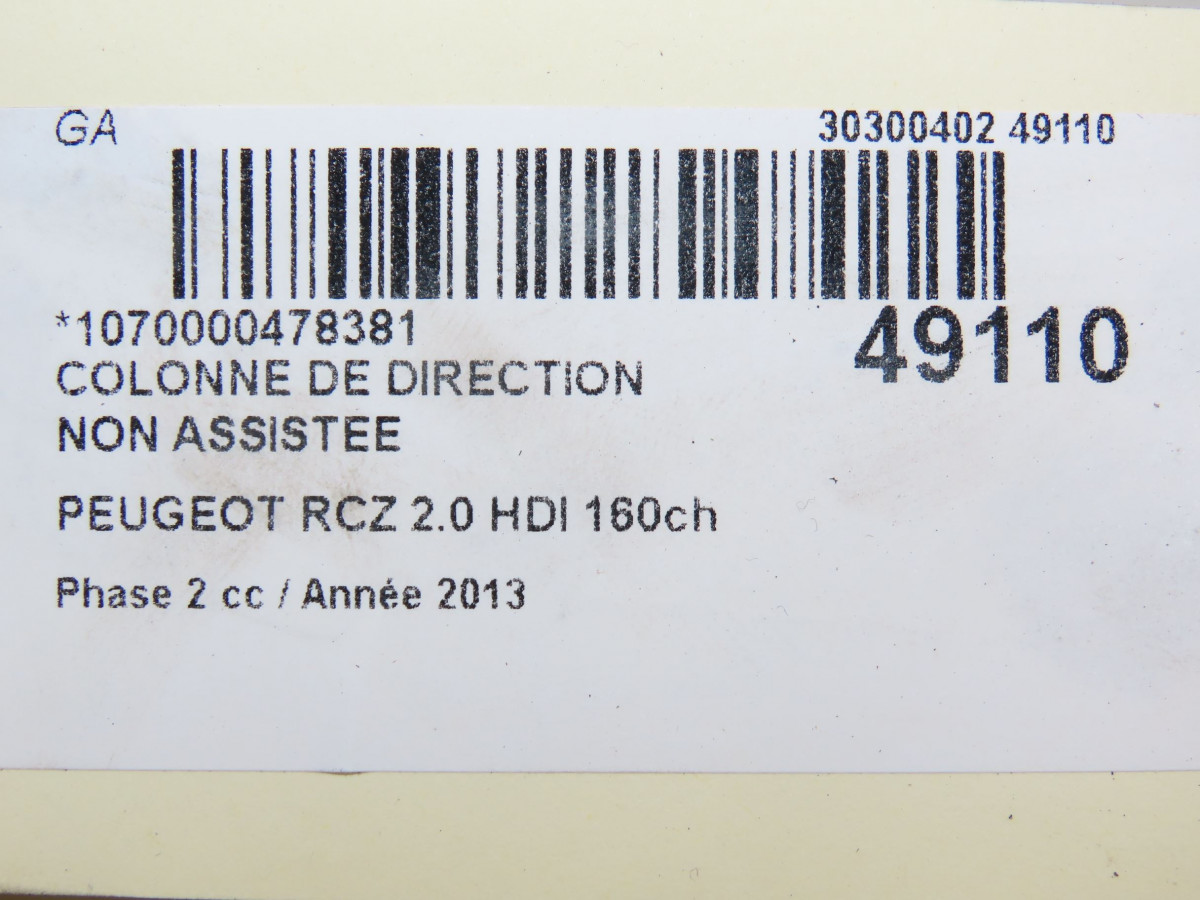 GA 30300402 49110
*1070000478381 49110
COLONNE DE DIRECTION
NON ASSISTEE
PEUGEOT RCZ 2.0 HDI 160ch
Phase 2 cc / Année 2013